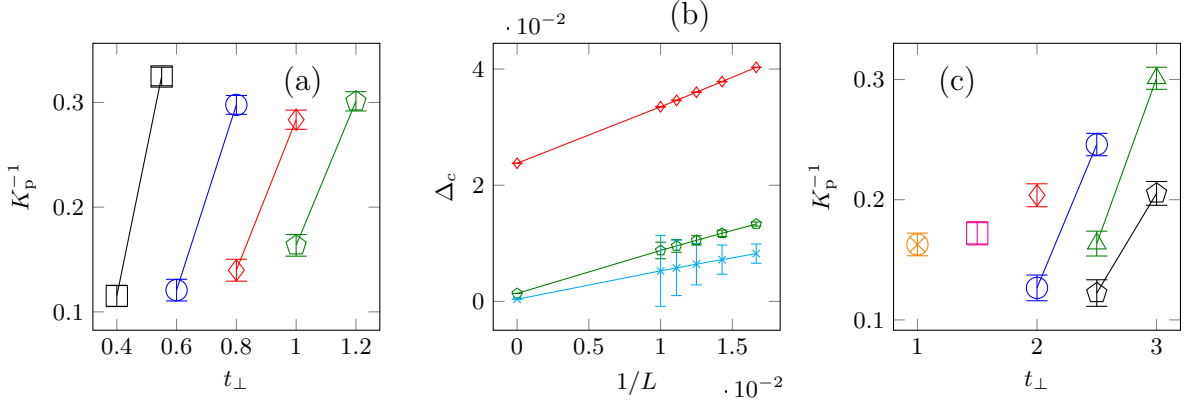 (a)
0.3
0.2
0.1
0.4 0.6 0.8 1 1.2
K_p^{-1}
t_⊥
· 10^{-2}
(b)
4
2
0
0 0.5 1 1.5
Δ_c
1/L
· 10^{-2}
(c)
0.3
0.2
0.1
1 2 3
K_p^{-1}
t_⊥